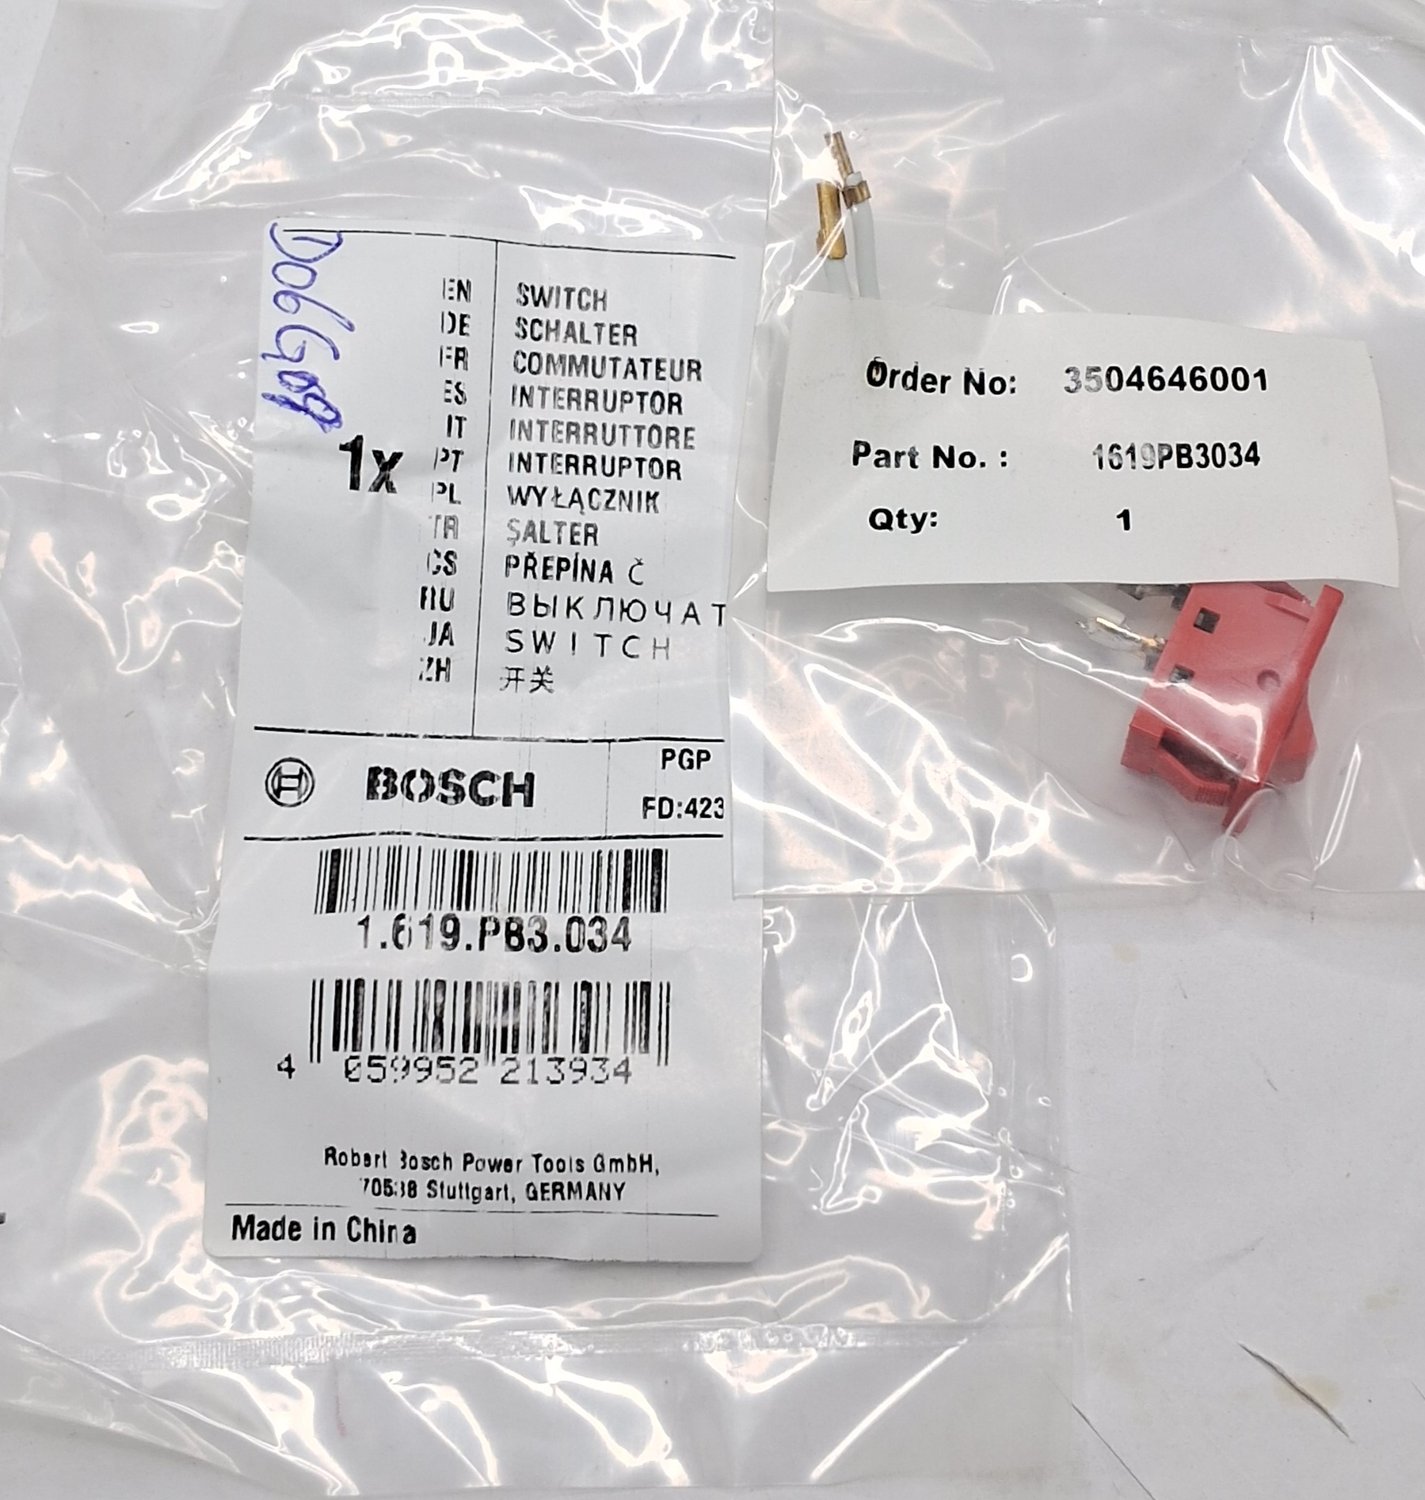 EN SWITCH
DE SCHALTER
FR COMMUTATEUR
ES INTERRUPTOR
IT INTERRUTTORE
1x
PT INTERRUPTOR
PL WYŁĄCZNIK
TR ŞALTER
CS PŘEPÍNA Č
RU ВЫКЛЮЧАТ
JA SWITCH
ZH 开关
BOSCH
PGP
FD:423
1.619.PB3.034
4 059952 213934
Robert Bosch Power Tools GmbH,
70538 Stuttgart, GERMANY
Made in China
Order No: 3504646001
Part No. : 1619PB3034
Qty: 1